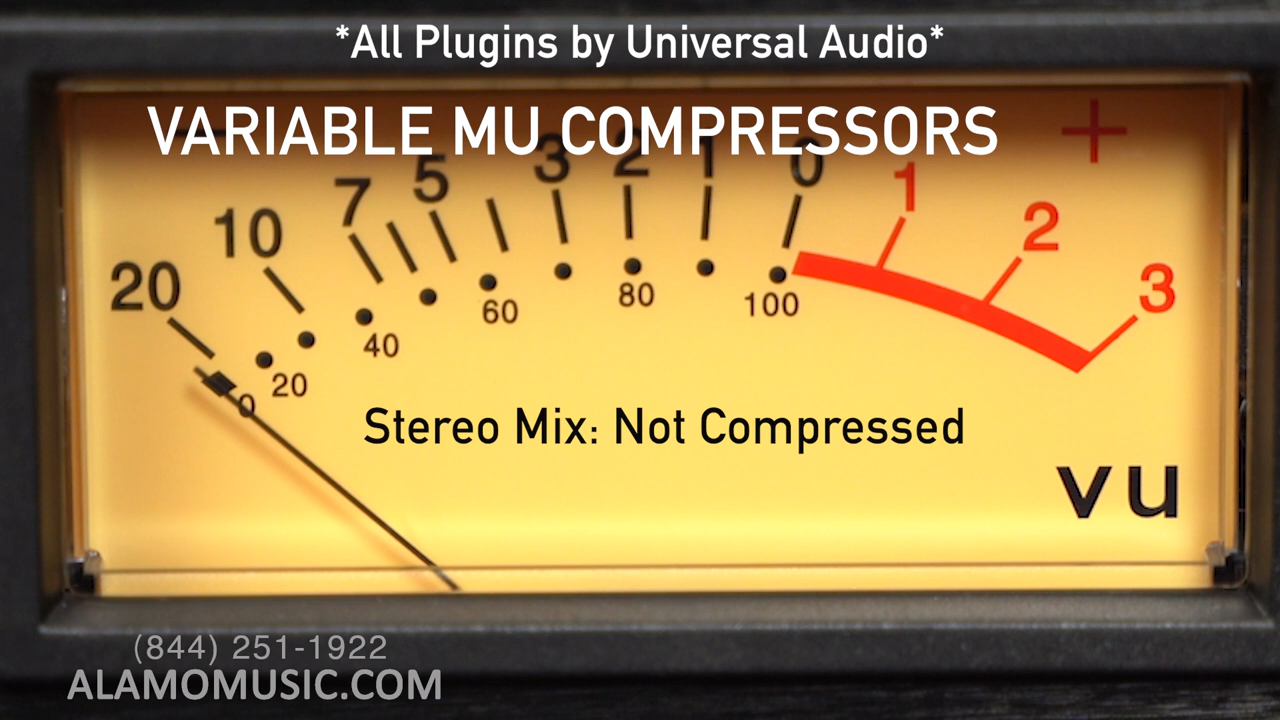 *All Plugins by Universal Audio*
VARIABLE MU COMPRESSORS
20 10 7 5 3 2 1 0 1 2 3 +
0 20 40 60 80 100
Stereo Mix: Not Compressed
vu
(844) 251-1922
ALAMOMUSIC.COM